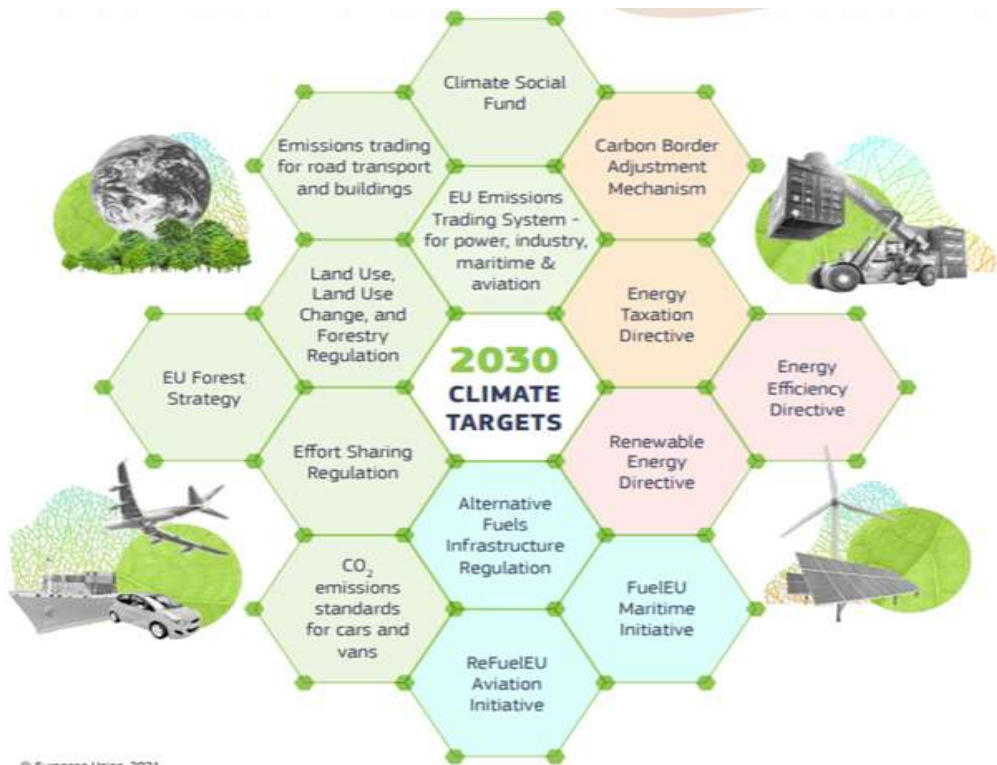 Climate Social
Fund
Emissions trading
for road transport
and buildings
Carbon Border
Adjustment
Mechanism
EU Emissions
Trading System -
for power, industry,
maritime &
aviation
Land Use,
Land Use
Change, and
Forestry
Regulation
Energy
Taxation
Directive
EU Forest
Strategy
2030
CLIMATE
TARGETS
Energy
Efficiency
Directive
Effort Sharing
Regulation
Renewable
Energy
Directive
Alternative
Fuels
Infrastructure
Regulation
CO₂
emissions
standards
for cars and
vans
FuelEU
Maritime
Initiative
ReFuelEU
Aviation
Initiative
© European Union, 2021